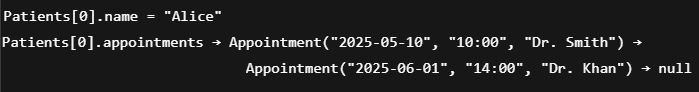 Patients[0].name = "Alice"
Patients[0].appointments → Appointment("2025-05-10", "10:00", "Dr. Smith") →
Appointment("2025-06-01", "14:00", "Dr. Khan") → null